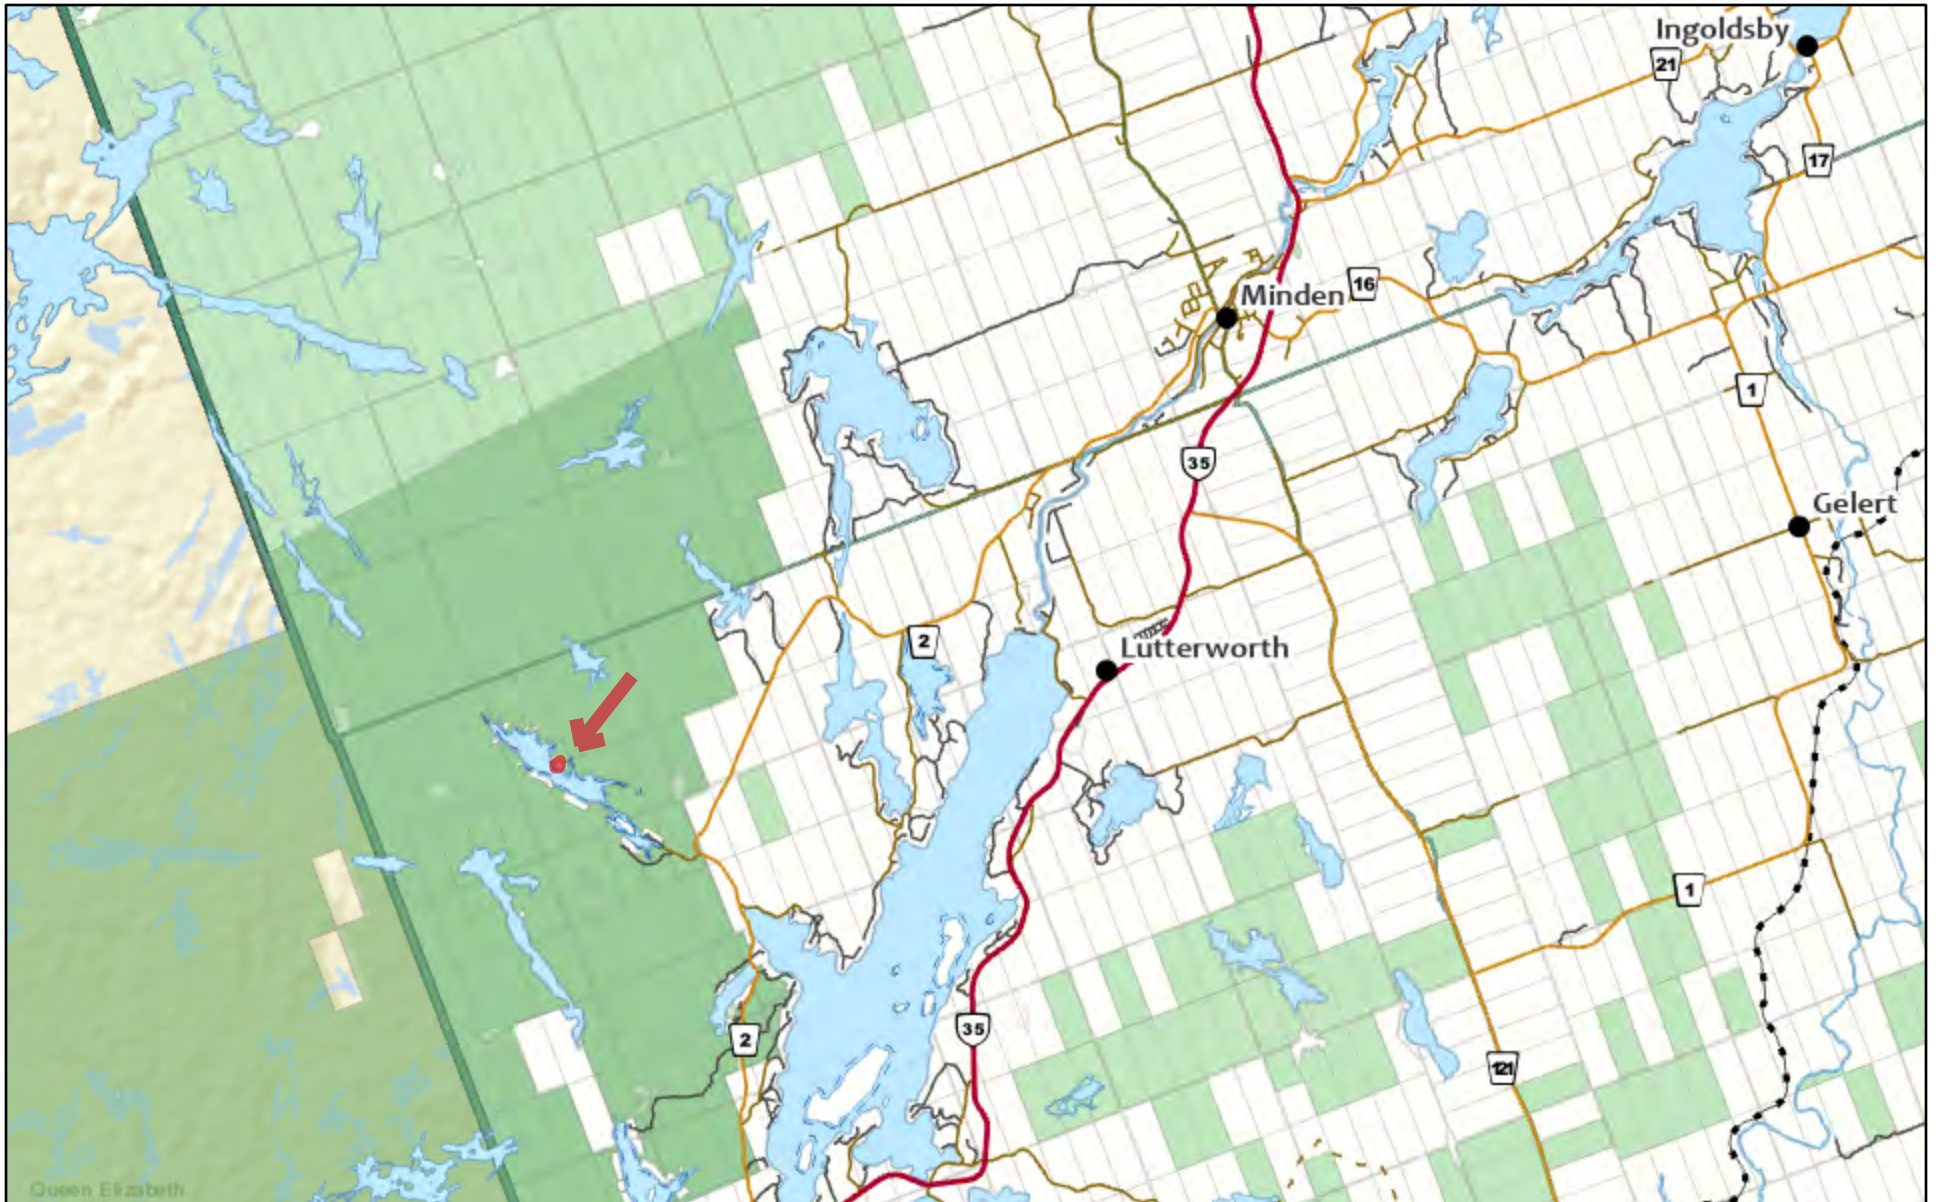 Ingoldsby
21
17
Minden
16
1
35
Gelert
2
Lutterworth
1
35
2
121
Queen Elizabeth